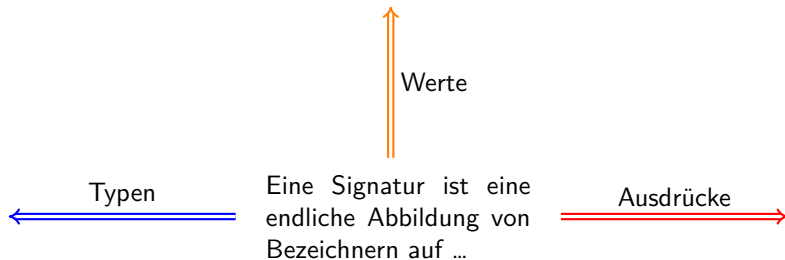 Werte
Typen
Eine Signatur ist eine
endliche Abbildung von
Bezeichnern auf ...
Ausdrücke